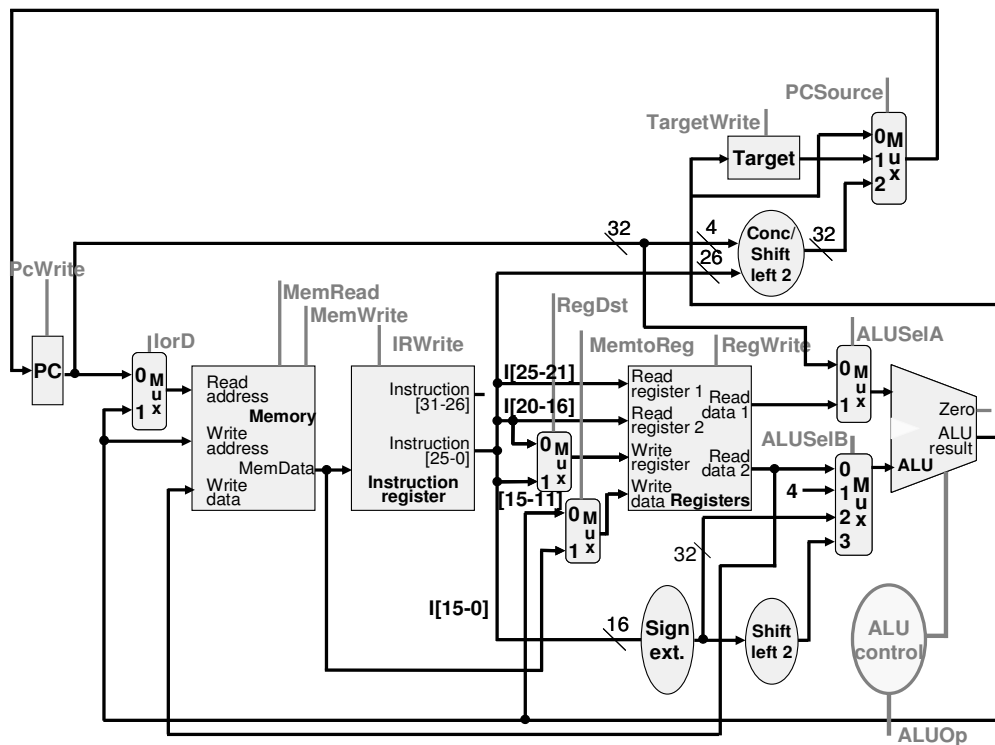 PCSource
TargetWrite
Target
0 M
1 u
2 x
32
4
26
Conc/
Shift
left 2
32
PcWrite
PC
MemRead
MemWrite
IorD
0 M
u
1 x
IRWrite
RegDst
MemtoReg
RegWrite
ALUSelA
Read
address
Memory
Write
address
MemData
Write
data
Instruction
[31-26]
Instruction
[25-0]
Instruction
register
I[25-21]
I[20-16]
[15-11]
0 M
u
1 x
0 M
u
1 x
Read
register 1
Read
register 2
Write
register
Write
data
Read
data 1
Read
data 2
Registers
0 M
u
1 x
ALUSelB
4
0
1 M
2 u
3 x
Zero
ALU
result
ALU
32
I[15-0]
16
Sign
ext.
Shift
left 2
ALU
control
ALUOp